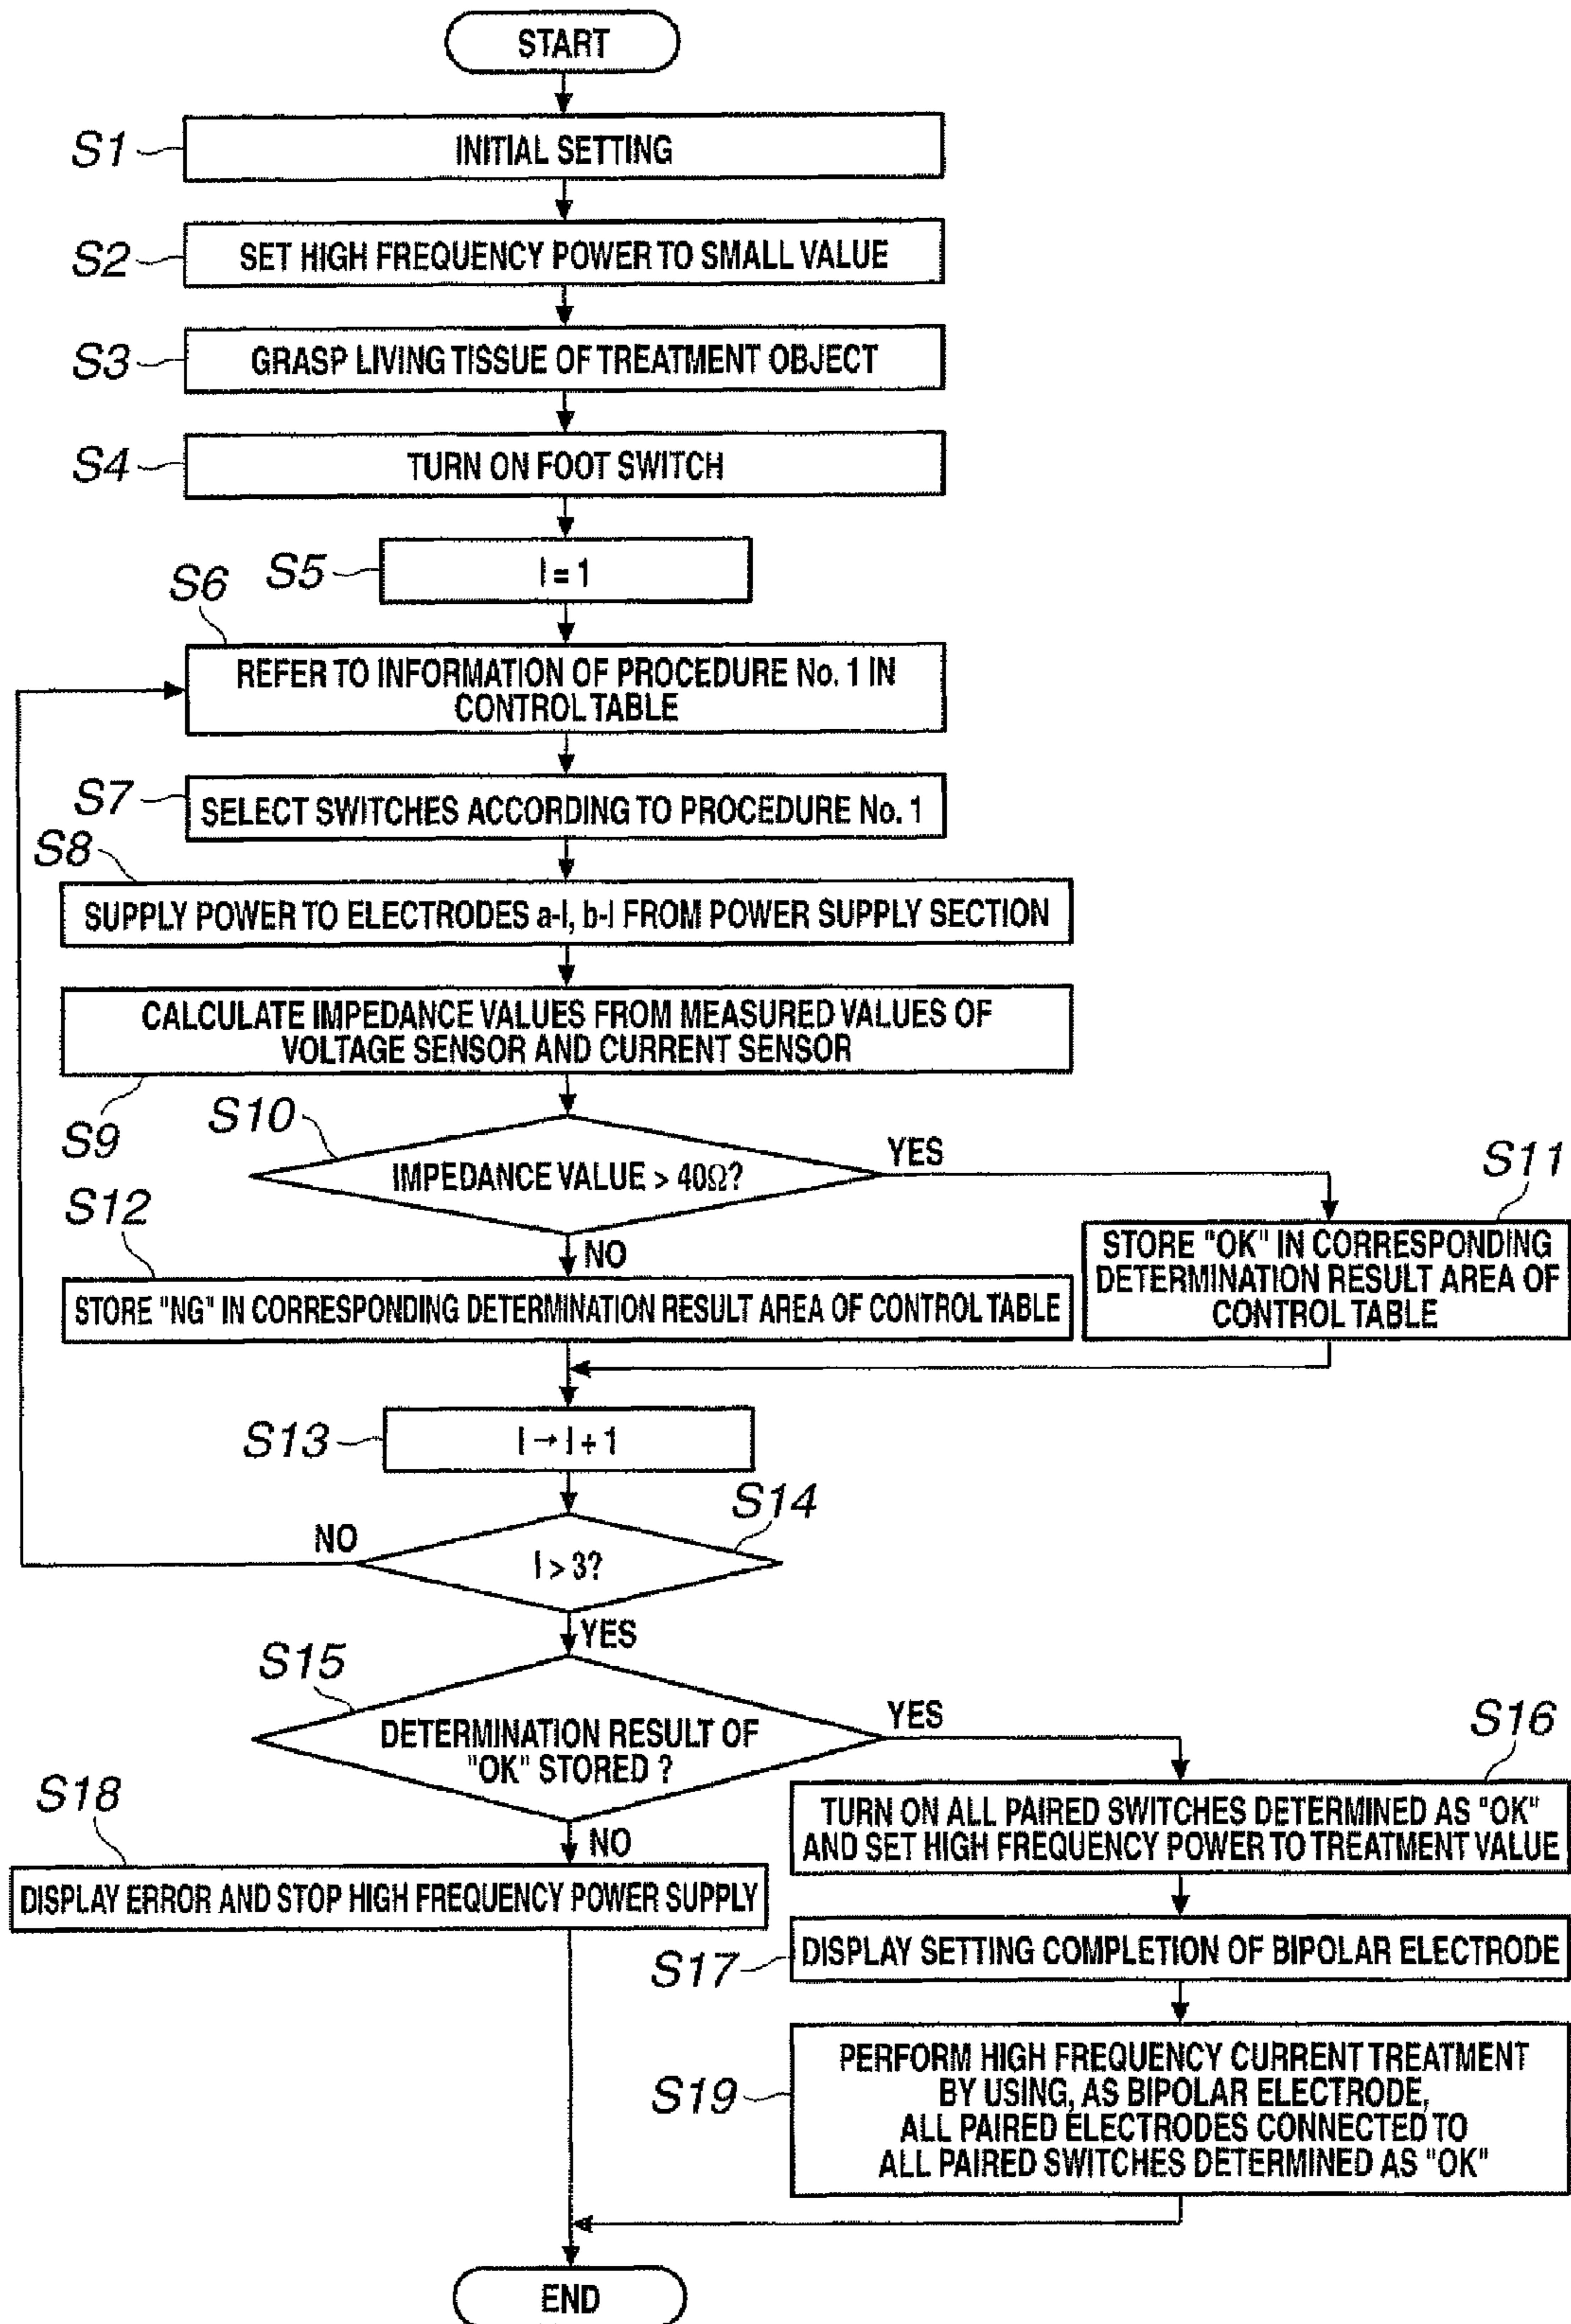 START
S1
INITIAL SETTING
S2
SET HIGH FREQUENCY POWER TO SMALL VALUE
S3
GRASP LIVING TISSUE OF TREATMENT OBJECT
S4
TURN ON FOOT SWITCH
S5
I = 1
S6
REFER TO INFORMATION OF PROCEDURE No. 1 IN
CONTROL TABLE
S7
SELECT SWITCHES ACCORDING TO PROCEDURE No. 1
S8
SUPPLY POWER TO ELECTRODES a-I, b-I FROM POWER SUPPLY SECTION
CALCULATE IMPEDANCE VALUES FROM MEASURED VALUES OF
VOLTAGE SENSOR AND CURRENT SENSOR
S9
S10
IMPEDANCE VALUE > 40Ω?
YES
NO
S11
STORE "OK" IN CORRESPONDING
DETERMINATION RESULT AREA OF
CONTROL TABLE
S12
STORE "NG" IN CORRESPONDING DETERMINATION RESULT AREA OF CONTROL TABLE
S13
I → I + 1
S14
I > 3?
NO
YES
S15
DETERMINATION RESULT OF
"OK" STORED ?
YES
NO
S16
TURN ON ALL PAIRED SWITCHES DETERMINED AS "OK"
AND SET HIGH FREQUENCY POWER TO TREATMENT VALUE
S18
DISPLAY ERROR AND STOP HIGH FREQUENCY POWER SUPPLY
S17
DISPLAY SETTING COMPLETION OF BIPOLAR ELECTRODE
S19
PERFORM HIGH FREQUENCY CURRENT TREATMENT
BY USING, AS BIPOLAR ELECTRODE,
ALL PAIRED ELECTRODES CONNECTED TO
ALL PAIRED SWITCHES DETERMINED AS "OK"
END